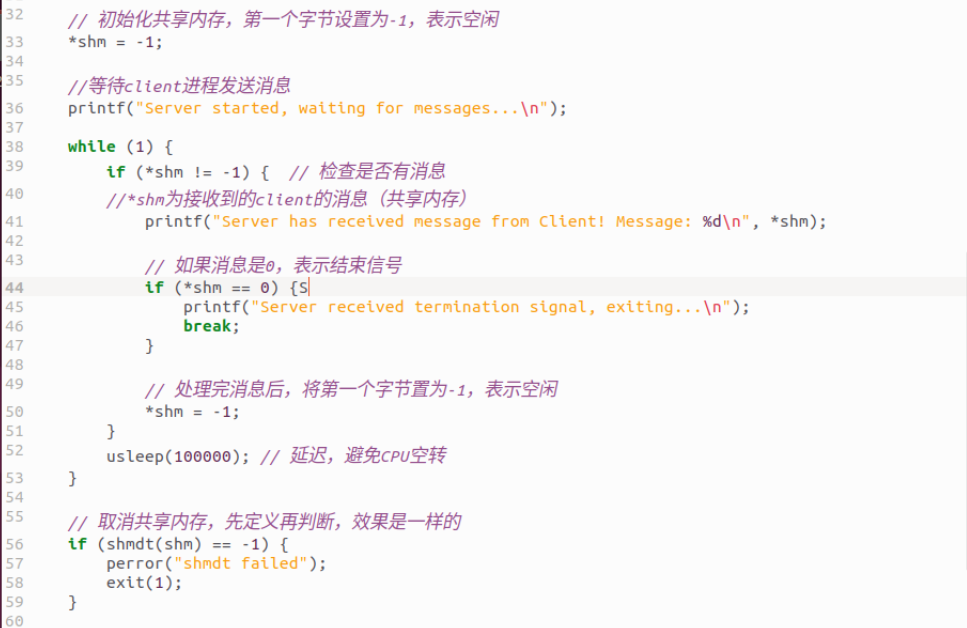 32 // 初始化共享内存，第一个字节设置为-1，表示空闲
33 *shm = -1;
34
35 //等待client进程发送消息
36 printf("Server started, waiting for messages...\n");
37
38 while (1) {
39 if (*shm != -1) { // 检查是否有消息
40 //*shm为接收到的client的消息（共享内存）
41 printf("Server has received message from Client! Message: %d\n", *shm);
42
43 // 如果消息是0，表示结束信号
44 if (*shm == 0) {S
45 printf("Server received termination signal, exiting...\n");
46 break;
47 }
48
49 // 处理完消息后，将第一个字节置为-1，表示空闲
50 *shm = -1;
51 }
52 usleep(100000); // 延迟，避免CPU空转
53 }
54
55 // 取消共享内存，先定义再判断，效果是一样的
56 if (shmdt(shm) == -1) {
57 perror("shmdt failed");
58 exit(1);
59 }
60